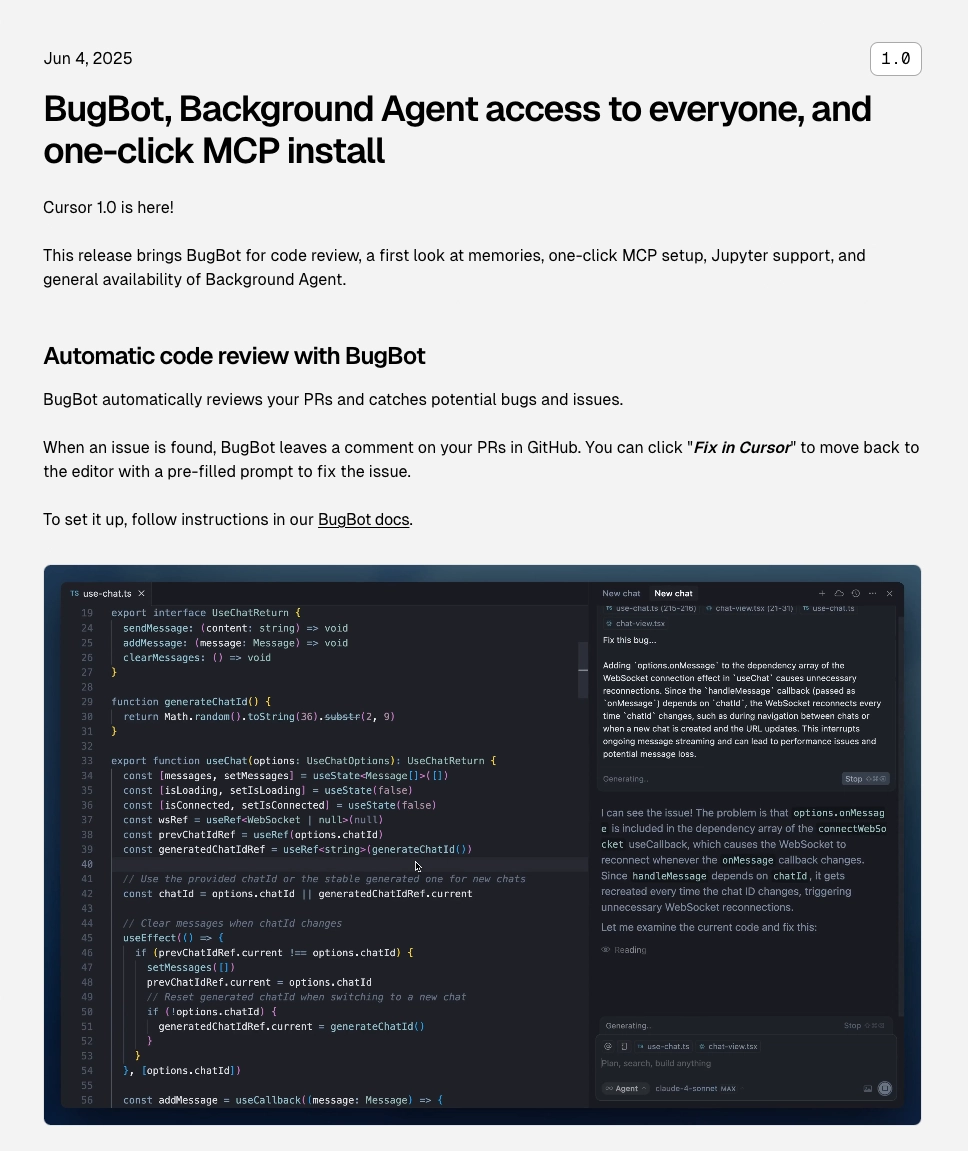 Jun 4, 2025
1.0
BugBot, Background Agent access to everyone, and
one-click MCP install
Cursor 1.0 is here!
This release brings BugBot for code review, a first look at memories, one-click MCP setup, Jupyter support, and
general availability of Background Agent.
Automatic code review with BugBot
BugBot automatically reviews your PRs and catches potential bugs and issues.
When an issue is found, BugBot leaves a comment on your PRs in GitHub. You can click "Fix in Cursor" to move back to
the editor with a pre-filled prompt to fix the issue.
To set it up, follow instructions in our BugBot docs.
TS use-chat.ts
19 export interface UseChatReturn {
24 sendMessage: (content: string) => void
25 addMessage: (message: Message) => void
26 clearMessages: () => void
27 }
28
29 function generateChatId() {
30 return Math.random().toString(36).substr(2, 9)
31 }
32
33 export function useChat(options: UseChatOptions): UseChatReturn {
34 const [messages, setMessages] = useState<Message[]>([])
35 const [isLoading, setIsLoading] = useState(false)
36 const [isConnected, setIsConnected] = useState(false)
37 const wsRef = useRef<WebSocket | null>(null)
38 const prevChatIdRef = useRef(options.chatId)
39 const generatedChatIdRef = useRef<string>(generateChatId())
40
41 // Use the provided chatId or the stable generated one for new chats
42 const chatId = options.chatId || generatedChatIdRef.current
43
44 // Clear messages when chatId changes
45 useEffect(() => {
46 if (prevChatIdRef.current !== options.chatId) {
47 setMessages([])
48 prevChatIdRef.current = options.chatId
49 // Reset generated chatId when switching to a new chat
50 if (!options.chatId) {
51 generatedChatIdRef.current = generateChatId()
52 }
53 }
54 }, [options.chatId])
55
56 const addMessage = useCallback((message: Message) => {
New chat New chat
TS use-chat.ts (215-216) chat-view.tsx (21-31) TS use-chat.ts
chat-view.tsx
Fix this bug...
Adding `options.onMessage` to the dependency array of the
WebSocket connection effect in `useChat` causes unnecessary
reconnections. Since the `handleMessage` callback (passed as
`onMessage`) depends on `chatId`, the WebSocket reconnects every
time `chatId` changes, such as during navigation between chats or
when a new chat is created and the URL updates. This interrupts
ongoing message streaming and can lead to performance issues and
potential message loss.
Generating.. Stop ⇧⌘⌫
I can see the issue! The problem is that options.onMessag
e is included in the dependency array of the connectWebSo
cket useCallback, which causes the WebSocket to
reconnect whenever the onMessage callback changes.
Since handleMessage depends on chatId, it gets
recreated every time the chat ID changes, triggering
unnecessary WebSocket reconnections.
Let me examine the current code and fix this:
Reading
Generating.. Stop ⇧⌘⌫
@ TS use-chat.ts chat-view.tsx
Plan, search, build anything
∞ Agent claude-4-sonnet MAX